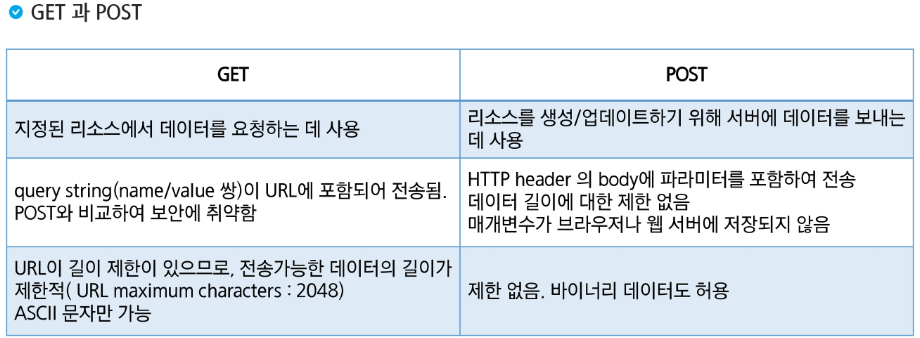 GET 과 POST
GET
POST
지정된 리소스에서 데이터를 요청하는 데 사용
리소스를 생성/업데이트하기 위해 서버에 데이터를 보내는
데 사용
query string(name/value 쌍)이 URL에 포함되어 전송됨.
POST와 비교하여 보안에 취약함
HTTP header 의 body에 파라미터를 포함하여 전송
데이터 길이에 대한 제한 없음
매개변수가 브라우저나 웹 서버에 저장되지 않음
URL이 길이 제한이 있으므로, 전송가능한 데이터의 길이가
제한적( URL maximum characters : 2048)
ASCII 문자만 가능
제한 없음. 바이너리 데이터도 허용